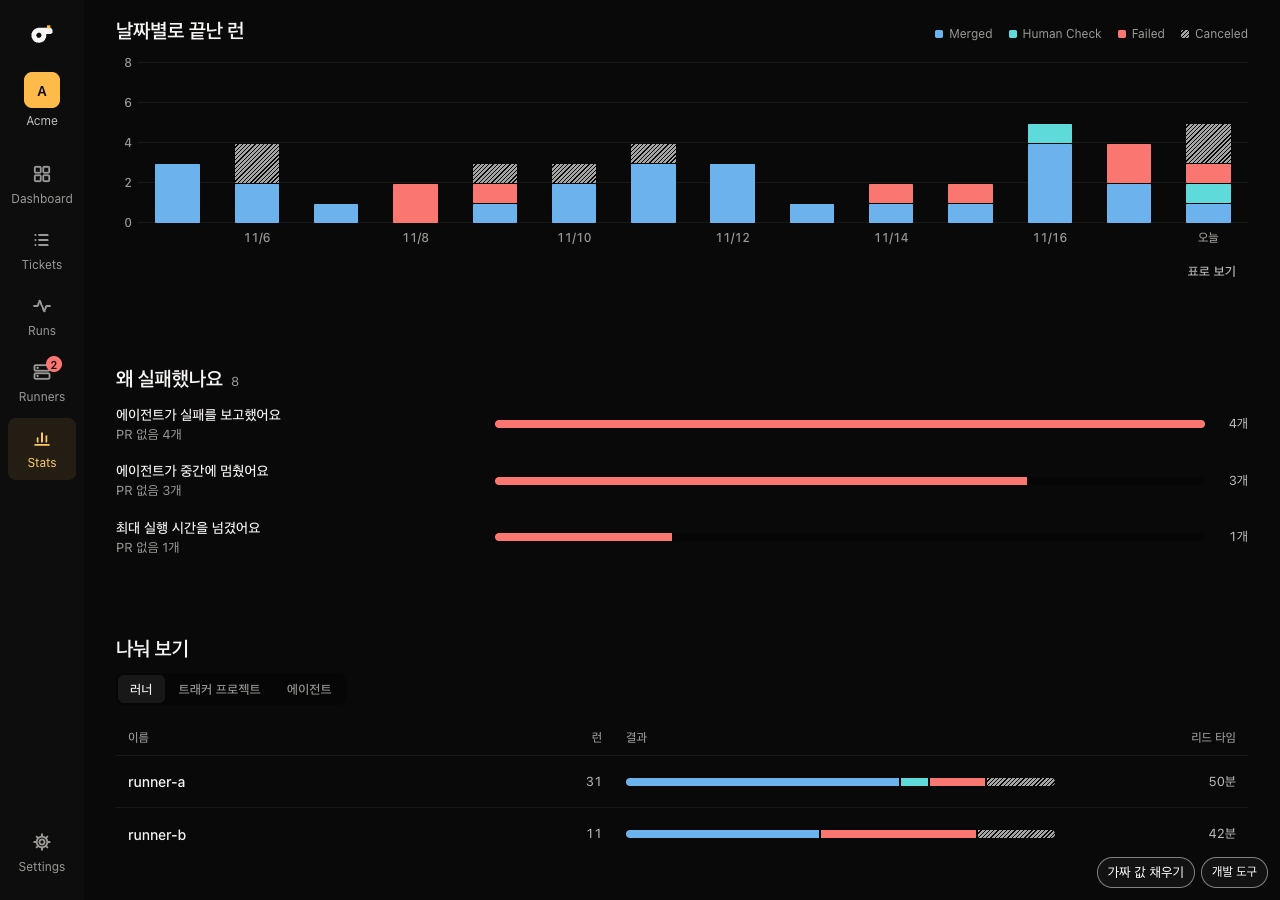 A
Acme
Dashboard
Tickets
Runs
2
Runners
Stats
Settings
날짜별로 끝난 런
Merged
Human Check
Failed
Canceled
8
6
4
2
0
11/6
11/8
11/10
11/12
11/14
11/16
오늘
표로 보기
왜 실패했나요 8
에이전트가 실패를 보고했어요
PR 없음 4개
4개
에이전트가 중간에 멈췄어요
PR 없음 3개
3개
최대 실행 시간을 넘겼어요
PR 없음 1개
1개
나눠 보기
러너 트래커 프로젝트 에이전트
이름 런 결과 리드 타임
runner-a 31 50분
runner-b 11 42분
가짜 값 채우기
개발 도구